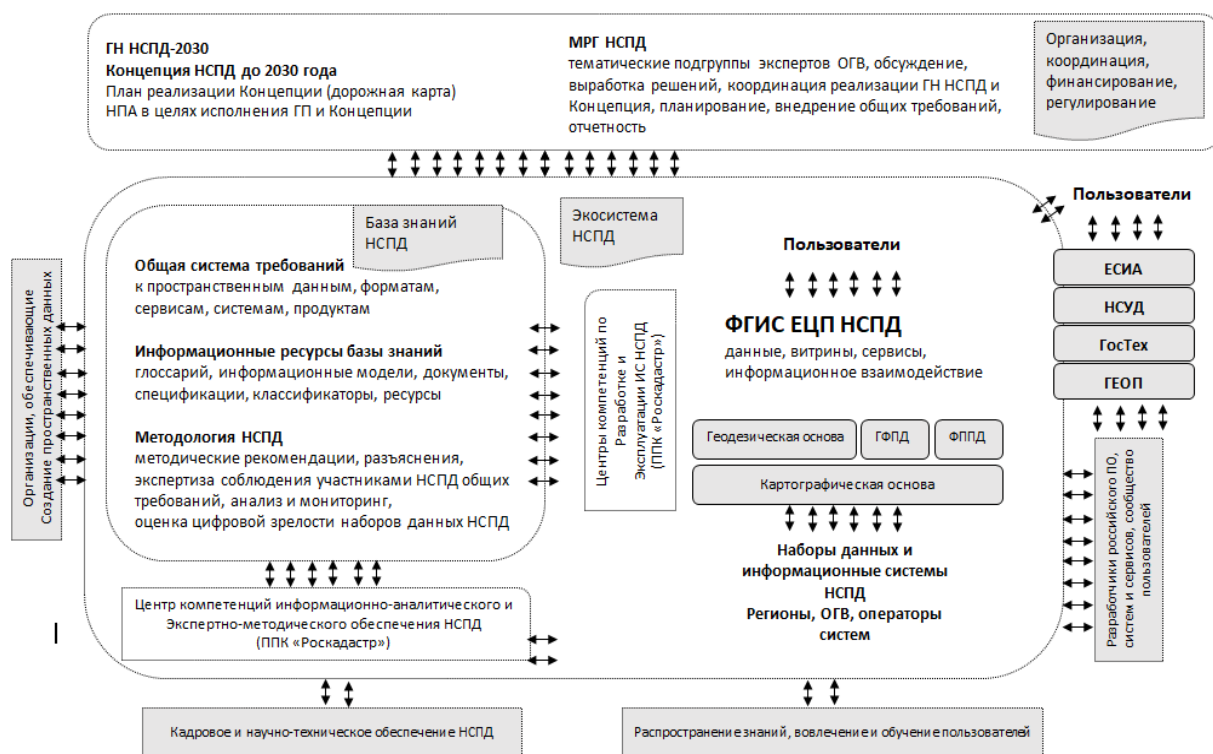 ГН НСПД-2030
Концепция НСПД до 2030 года
План реализации Концепции (дорожная карта)
НПА в целях исполнения ГП и Концепции
МРГ НСПД
тематические подгруппы экспертов ОГВ, обсуждение,
выработка решений, координация реализации ГН НСПД и
Концепция, планирование, внедрение общих требований,
отчетность
Организация,
координация,
финансирование,
регулирование
База знаний
НСПД
Экосистема
НСПД
Общая система требований
к пространственным данным, форматам,
сервисам, системам, продуктам
Информационные ресурсы базы знаний
глоссарий, информационные модели, документы,
спецификации, классификаторы, ресурсы
Методология НСПД
методические рекомендации, разъяснения,
экспертиза соблюдения участниками НСПД общих
требований, анализ и мониторинг,
оценка цифровой зрелости наборов данных НСПД
Организации, обеспечивающие
Создание пространственных данных
Центры компетенций по
Разработке и
Эксплуатации ИС НСПД
(ППК «Роскадастр»)
Пользователи
ФГИС ЕЦП НСПД
данные, витрины, сервисы,
информационное взаимодействие
Геодезическая основа
ГФПД
ФППД
Картографическая основа
Наборы данных и
информационные системы
НСПД
Регионы, ОГВ, операторы
систем
Пользователи
ЕСИА
НСУД
ГосТех
ГЕОП
Разработчики российского ПО,
систем и сервисов, сообщество
пользователей
Центр компетенций информационно-аналитического и
Экспертно-методического обеспечения НСПД
(ППК «Роскадастр»)
Кадровое и научно-техническое обеспечение НСПД
Распространение знаний, вовлечение и обучение пользователей